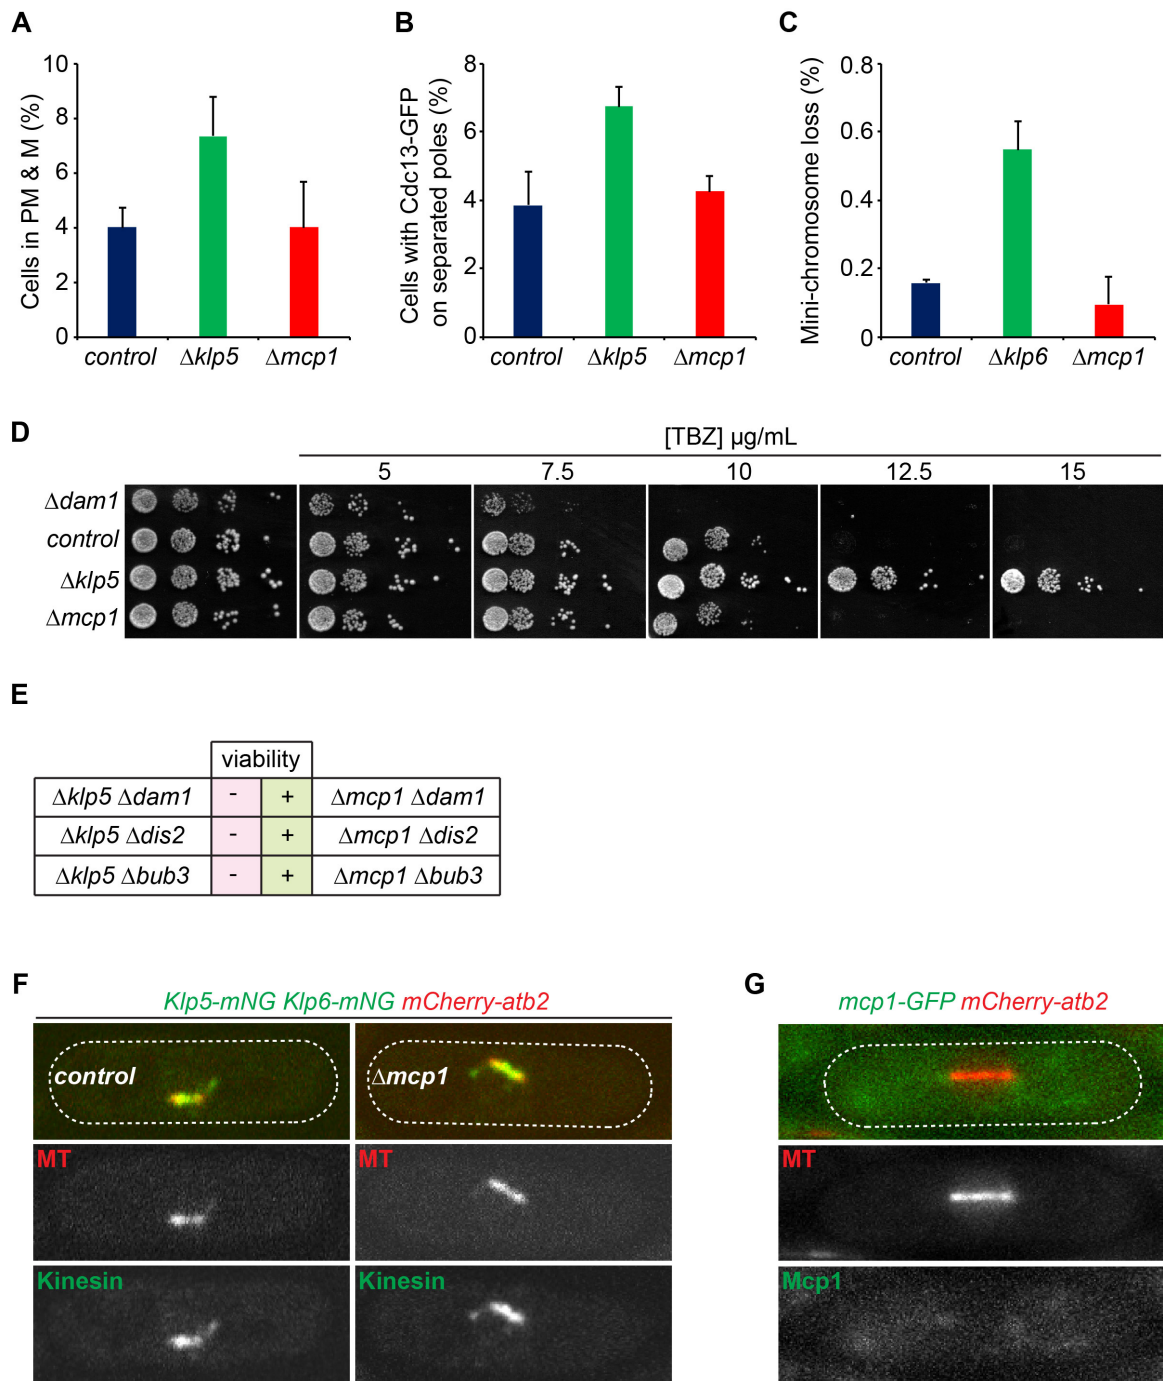 A
Cells in PM & M (%)
10
8
6
4
2
0
control Δklp5 Δmcp1
B
Cells with Cdc13-GFP
on separated poles (%)
8
6
4
2
0
control Δklp5 Δmcp1
C
Mini-chromosome loss (%)
0.8
0.6
0.4
0.2
0
control Δklp6 Δmcp1
D
[TBZ] µg/mL
5 7.5 10 12.5 15
Δdam1
control
Δklp5
Δmcp1
E
viability
Δklp5 Δdam1 - + Δmcp1 Δdam1
Δklp5 Δdis2 - + Δmcp1 Δdis2
Δklp5 Δbub3 - + Δmcp1 Δbub3
F
Klp5-mNG Klp6-mNG mCherry-atb2
control Δmcp1
MT MT
Kinesin Kinesin
G
mcp1-GFP mCherry-atb2
MT
Mcp1